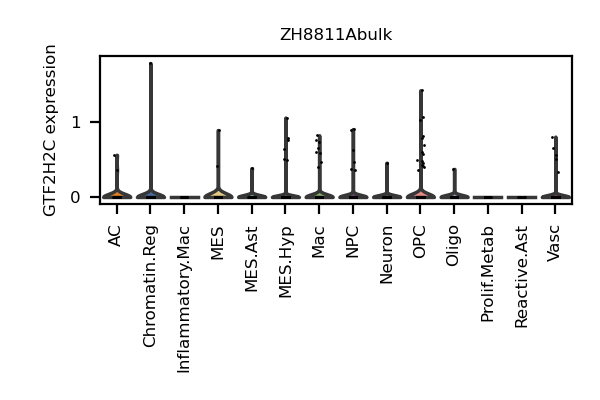 ZH8811Abulk
GTF2H2C expression
1
0
AC
Chromatin.Reg
Inflammatory.Mac
MES
MES.Ast
MES.Hyp
Mac
NPC
Neuron
OPC
Oligo
Prolif.Metab
Reactive.Ast
Vasc